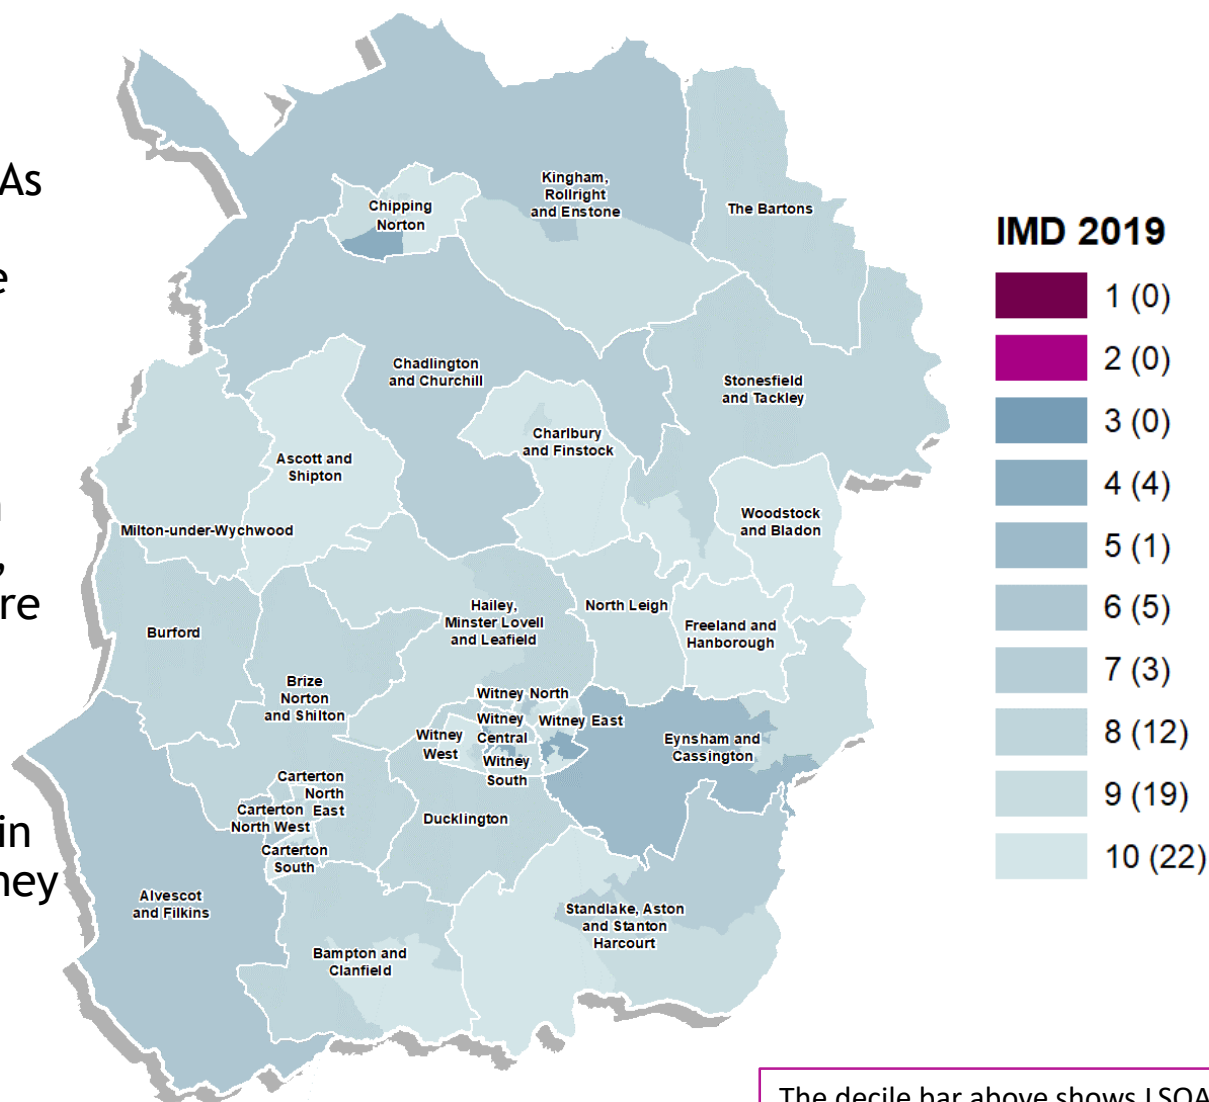 As
e
re
in
ney
Kingham,
Rollright
and Enstone
Chipping
Norton
The Bartons
Chadlington
and Churchill
Stonesfield
and Tackley
Charlbury
and Finstock
Ascott and
Shipton
Woodstock
and Bladon
Milton-under-Wychwood
Burford
Hailey,
Minster Lovell
and Leafield
North Leigh
Freeland and
Hanborough
Brize
Norton
and Shilton
Witney North
Witney
Central
Witney East
Witney
West
Witney
South
Eynsham and
Cassington
Carterton
North
East
Carterton
North West
Carterton
South
Ducklington
Alvescot
and Filkins
Standlake, Aston
and Stanton
Harcourt
Bampton and
Clanfield
IMD 2019
1 (0)
2 (0)
3 (0)
4 (4)
5 (1)
6 (5)
7 (3)
8 (12)
9 (19)
10 (22)
The decile bar above shows LSOA